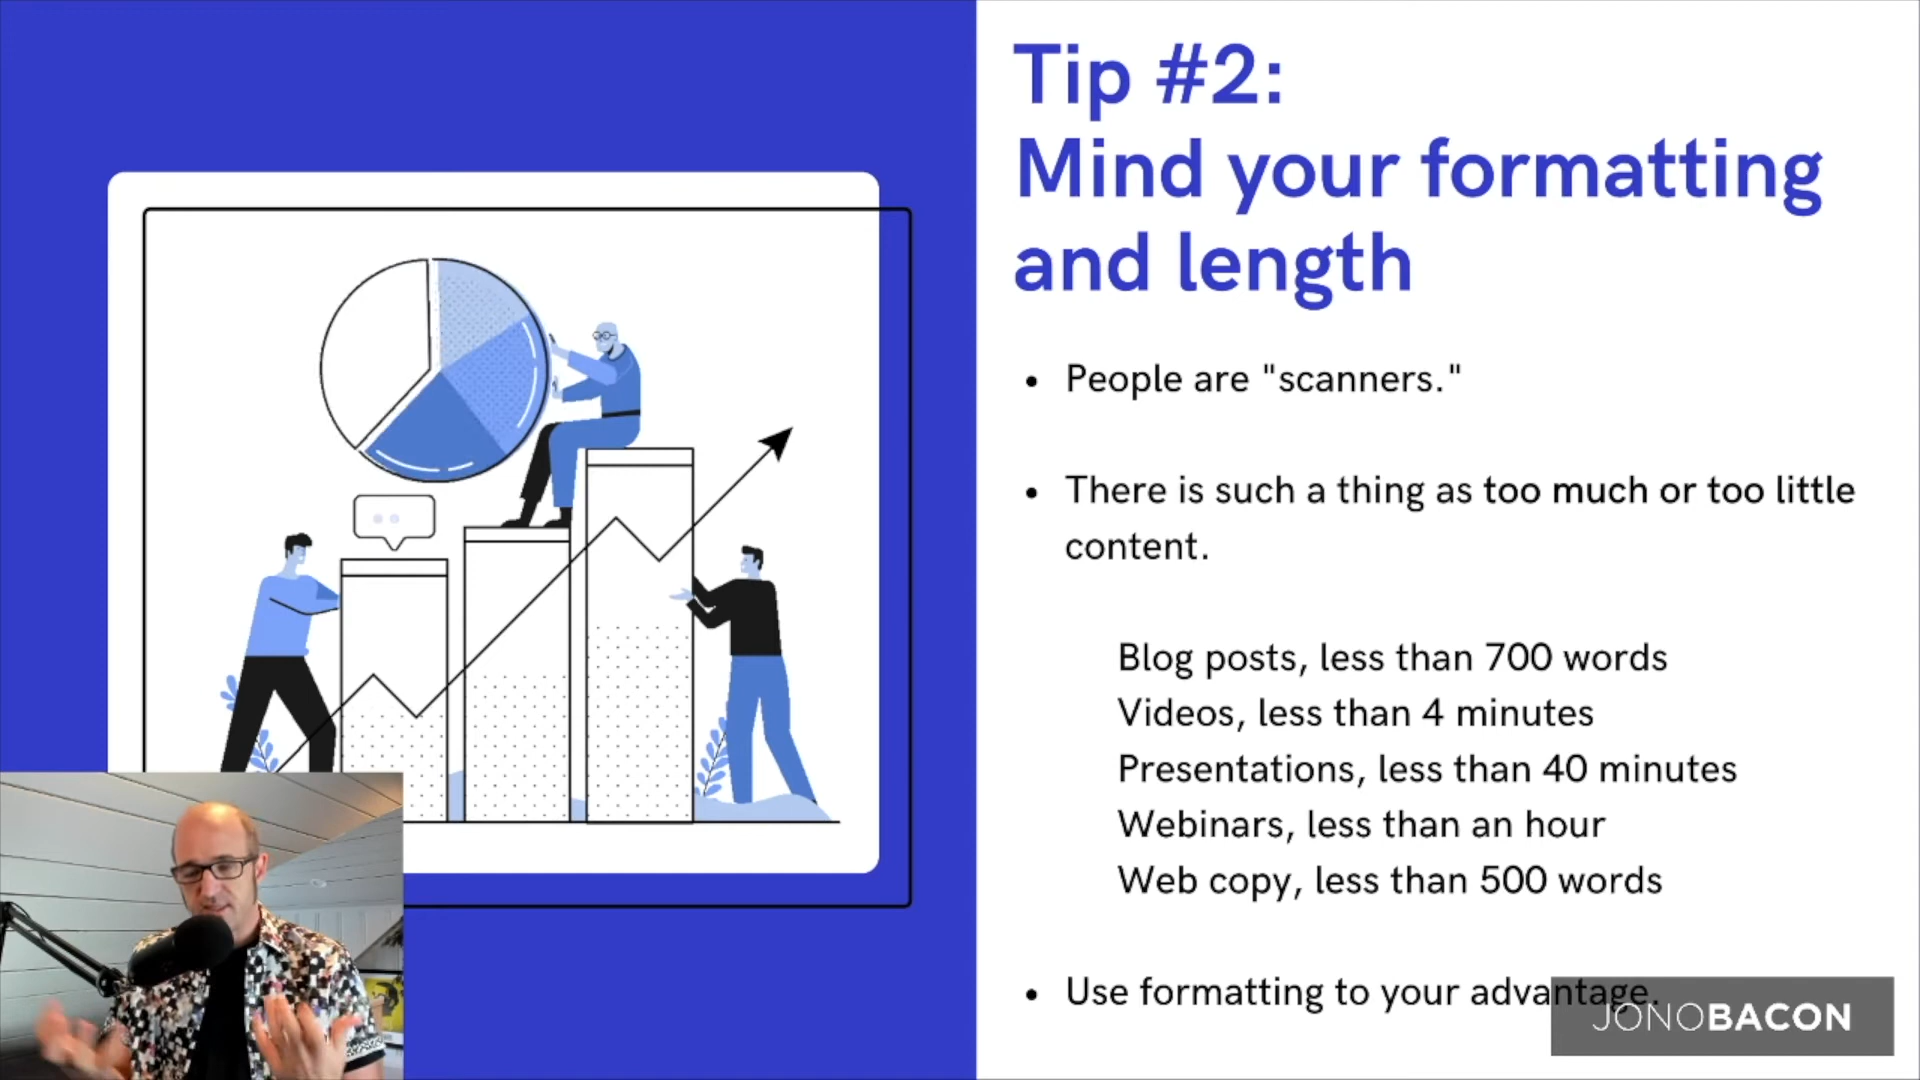 Tip #2:
Mind your formatting
and length
• People are "scanners."
• There is such a thing as too much or too little
content.
Blog posts, less than 700 words
Videos, less than 4 minutes
Presentations, less than 40 minutes
Webinars, less than an hour
Web copy, less than 500 words
• Use formatting to your advantage.
JONOBACON